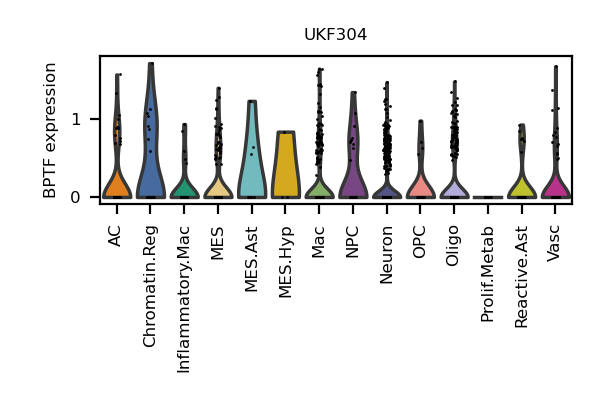 UKF304
BPTF expression
1
0
AC
Chromatin.Reg
Inflammatory.Mac
MES
MES.Ast
MES.Hyp
Mac
NPC
Neuron
OPC
Oligo
Prolif.Metab
Reactive.Ast
Vasc